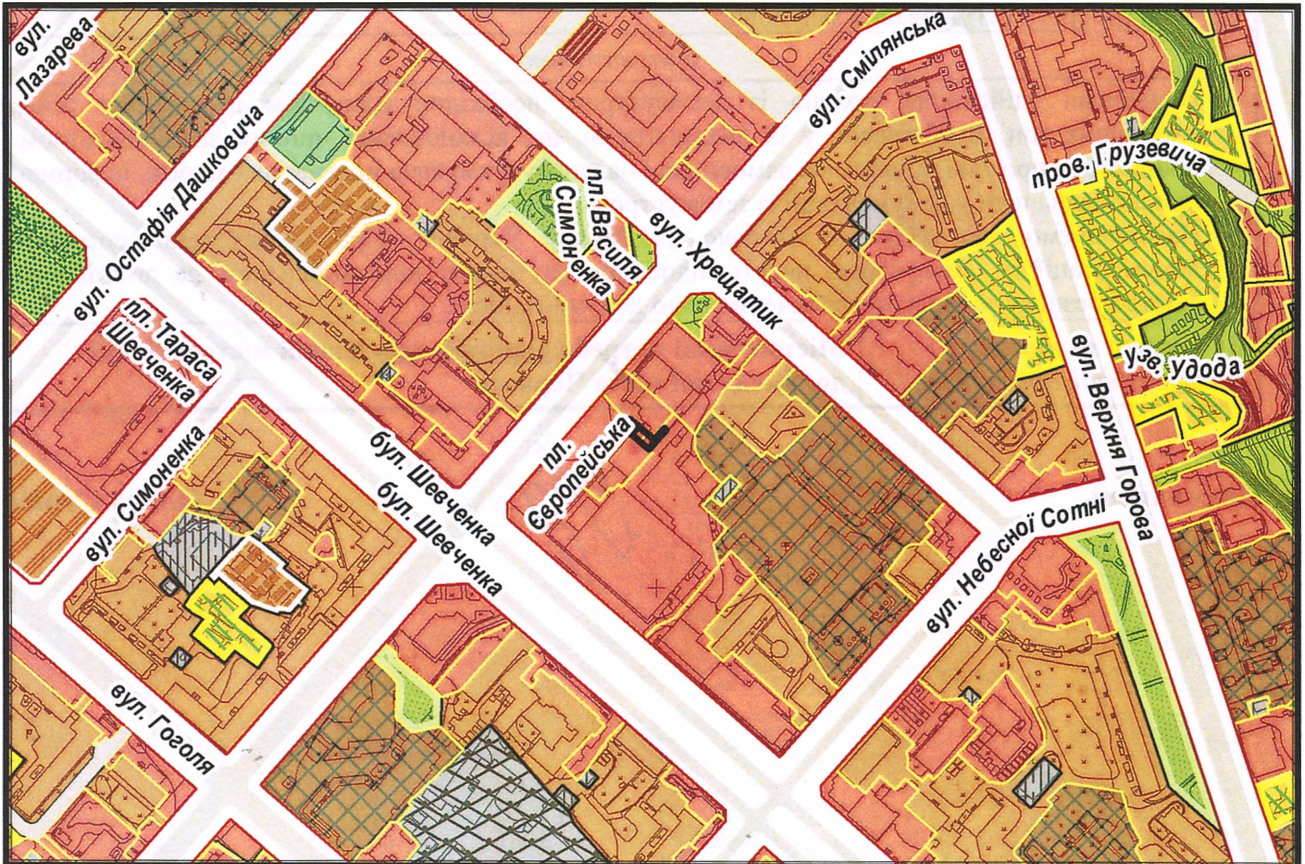 вул.
Лазарева
вул. Остафія Дашковича
вул. Смілянська
пров. Грузевича
пл. Василя
Симоненка
вул. Хрещатик
пл. Тараса
Шевченка
узв. Удода
вул. Верхня Горова
вул. Симоненка
бул. Шевченка
бул. Шевченка
пл.
Європейська
вул. Небесної Сотні
вул. Гоголя